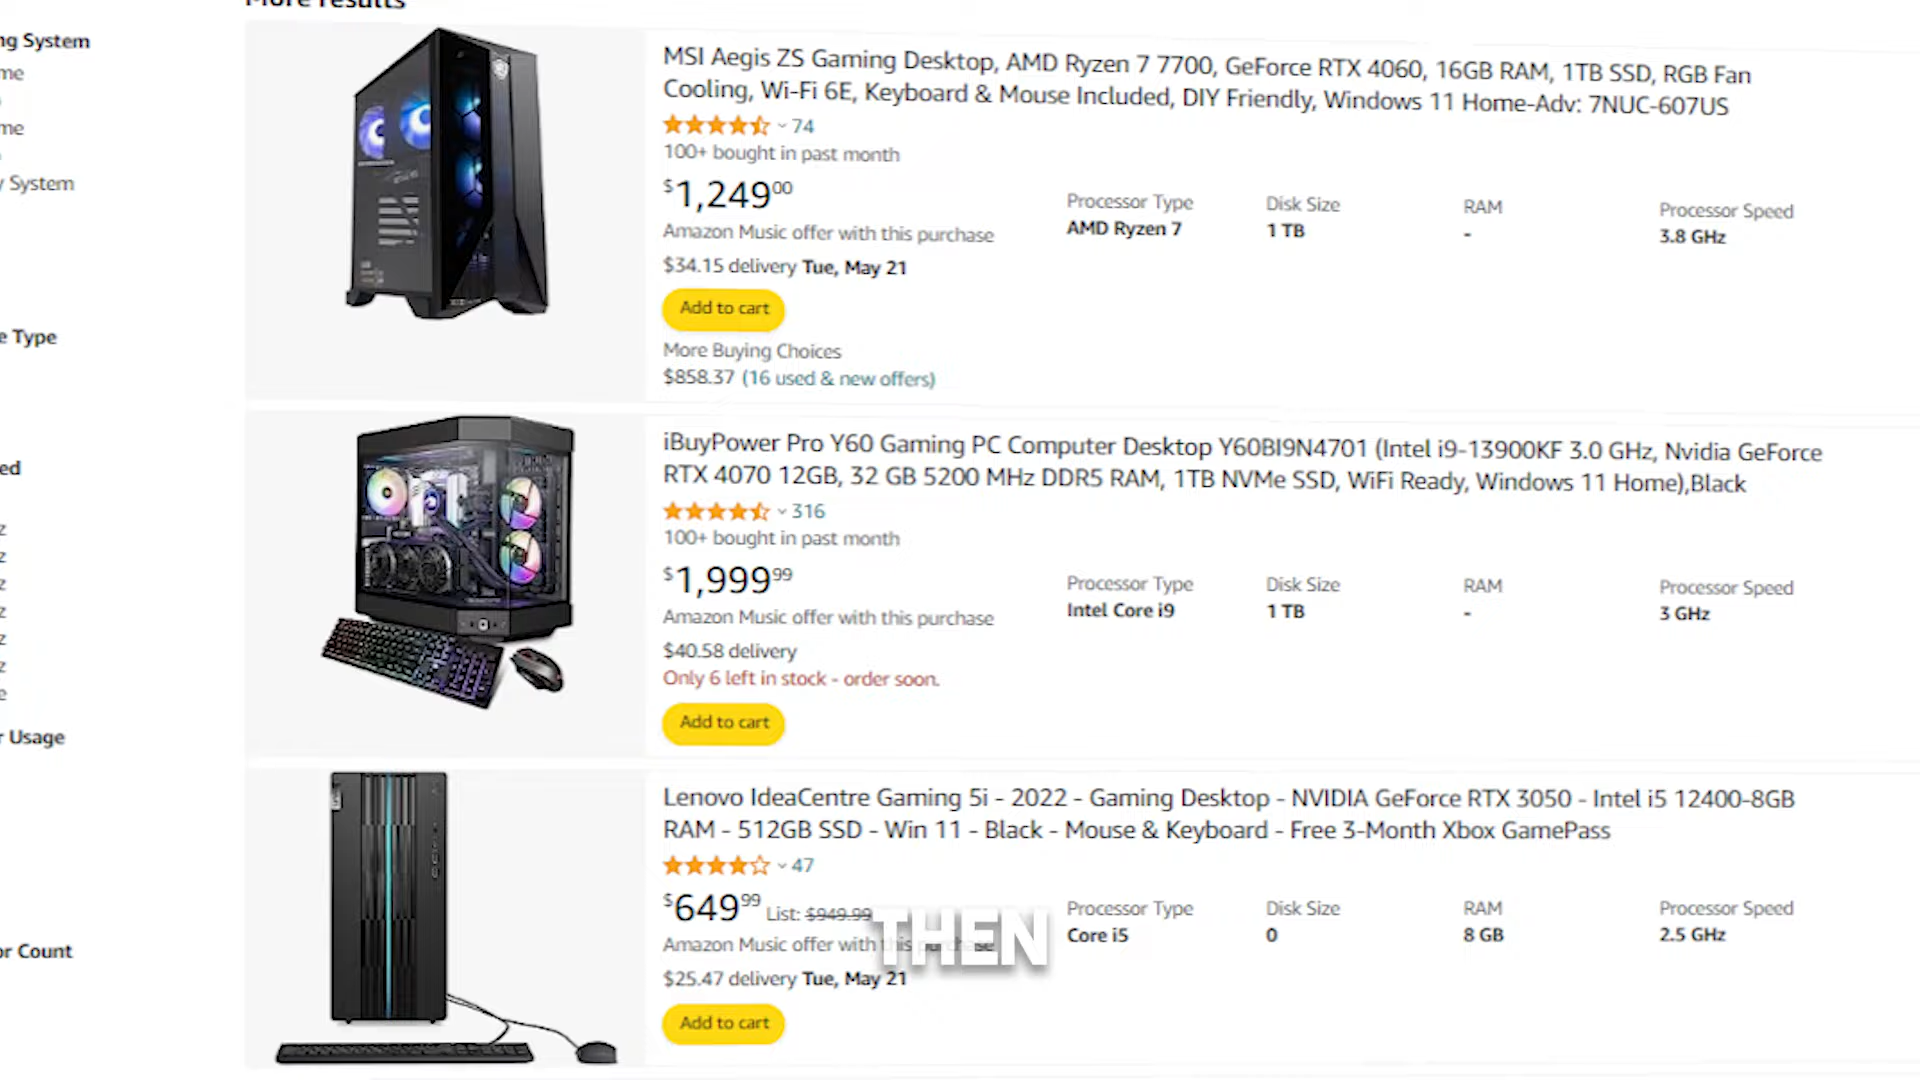 More results
ng System
me
me
y System
e Type
ed
z
z
z
z
z
z
e
r Usage
or Count
MSI Aegis ZS Gaming Desktop, AMD Ryzen 7 7700, GeForce RTX 4060, 16GB RAM, 1TB SSD, RGB Fan
Cooling, Wi-Fi 6E, Keyboard & Mouse Included, DIY Friendly, Windows 11 Home-Adv: 7NUC-607US
74
100+ bought in past month
$1,24900
Amazon Music offer with this purchase
$34.15 delivery Tue, May 21
Add to cart
More Buying Choices
$858.37 (16 used & new offers)
Processor Type
AMD Ryzen 7
Disk Size
1 TB
RAM
-
Processor Speed
3.8 GHz
iBuyPower Pro Y60 Gaming PC Computer Desktop Y60BI9N4701 (Intel i9-13900KF 3.0 GHz, Nvidia GeForce
RTX 4070 12GB, 32 GB 5200 MHz DDR5 RAM, 1TB NVMe SSD, WiFi Ready, Windows 11 Home),Black
316
100+ bought in past month
$1,99999
Amazon Music offer with this purchase
$40.58 delivery
Only 6 left in stock - order soon.
Add to cart
Processor Type
Intel Core i9
Disk Size
1 TB
RAM
-
Processor Speed
3 GHz
Lenovo IdeaCentre Gaming 5i - 2022 - Gaming Desktop - NVIDIA GeForce RTX 3050 - Intel i5 12400-8GB
RAM - 512GB SSD - Win 11 - Black - Mouse & Keyboard - Free 3-Month Xbox GamePass
47
$64999 List: $949.99
Amazon Music offer with this purchase
$25.47 delivery Tue, May 21
Add to cart
Processor Type
Core i5
Disk Size
0
RAM
8 GB
Processor Speed
2.5 GHz
THEN